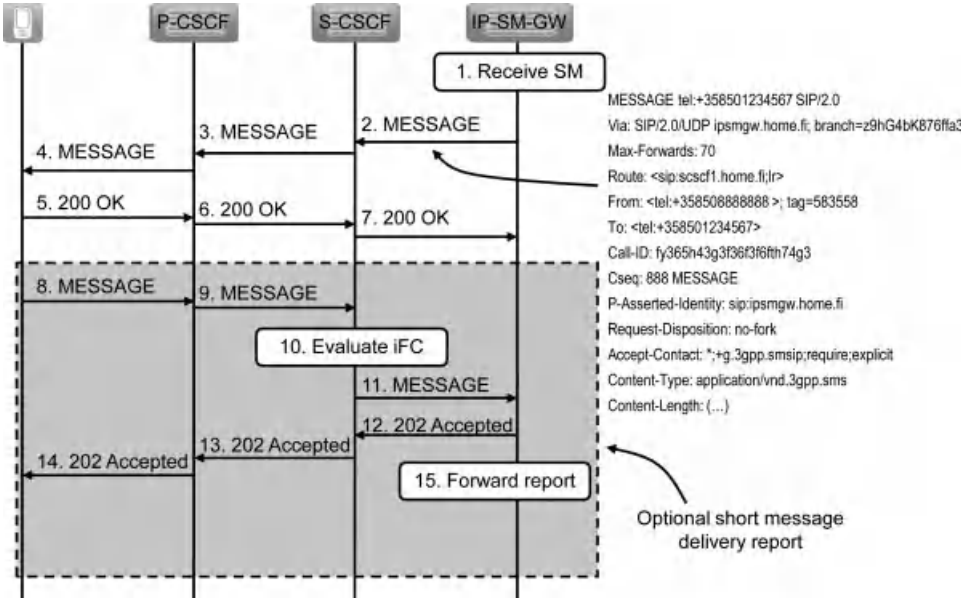 P-CSCF
S-CSCF
IP-SM-GW
1. Receive SM
2. MESSAGE
3. MESSAGE
4. MESSAGE
5. 200 OK
6. 200 OK
7. 200 OK
8. MESSAGE
9. MESSAGE
10. Evaluate iFC
11. MESSAGE
12. 202 Accepted
13. 202 Accepted
14. 202 Accepted
15. Forward report
MESSAGE tel:+358501234567 SIP/2.0
Via: SIP/2.0/UDP ipsmgw.home.fi; branch=z9hG4bK876ffa3
Max-Forwards: 70
Route: <sip:scscf1.home.fi;lr>
From: <tel:+358508888888 >; tag=583558
To: <tel:+358501234567>
Call-ID: fy365h43g3f36f3f6fth74g3
Cseq: 888 MESSAGE
P-Asserted-Identity: sip:ipsmgw.home.fi
Request-Disposition: no-fork
Accept-Contact: *;+g.3gpp.smsip;require;explicit
Content-Type: application/vnd.3gpp.sms
Content-Length: (...)
Optional short message
delivery report